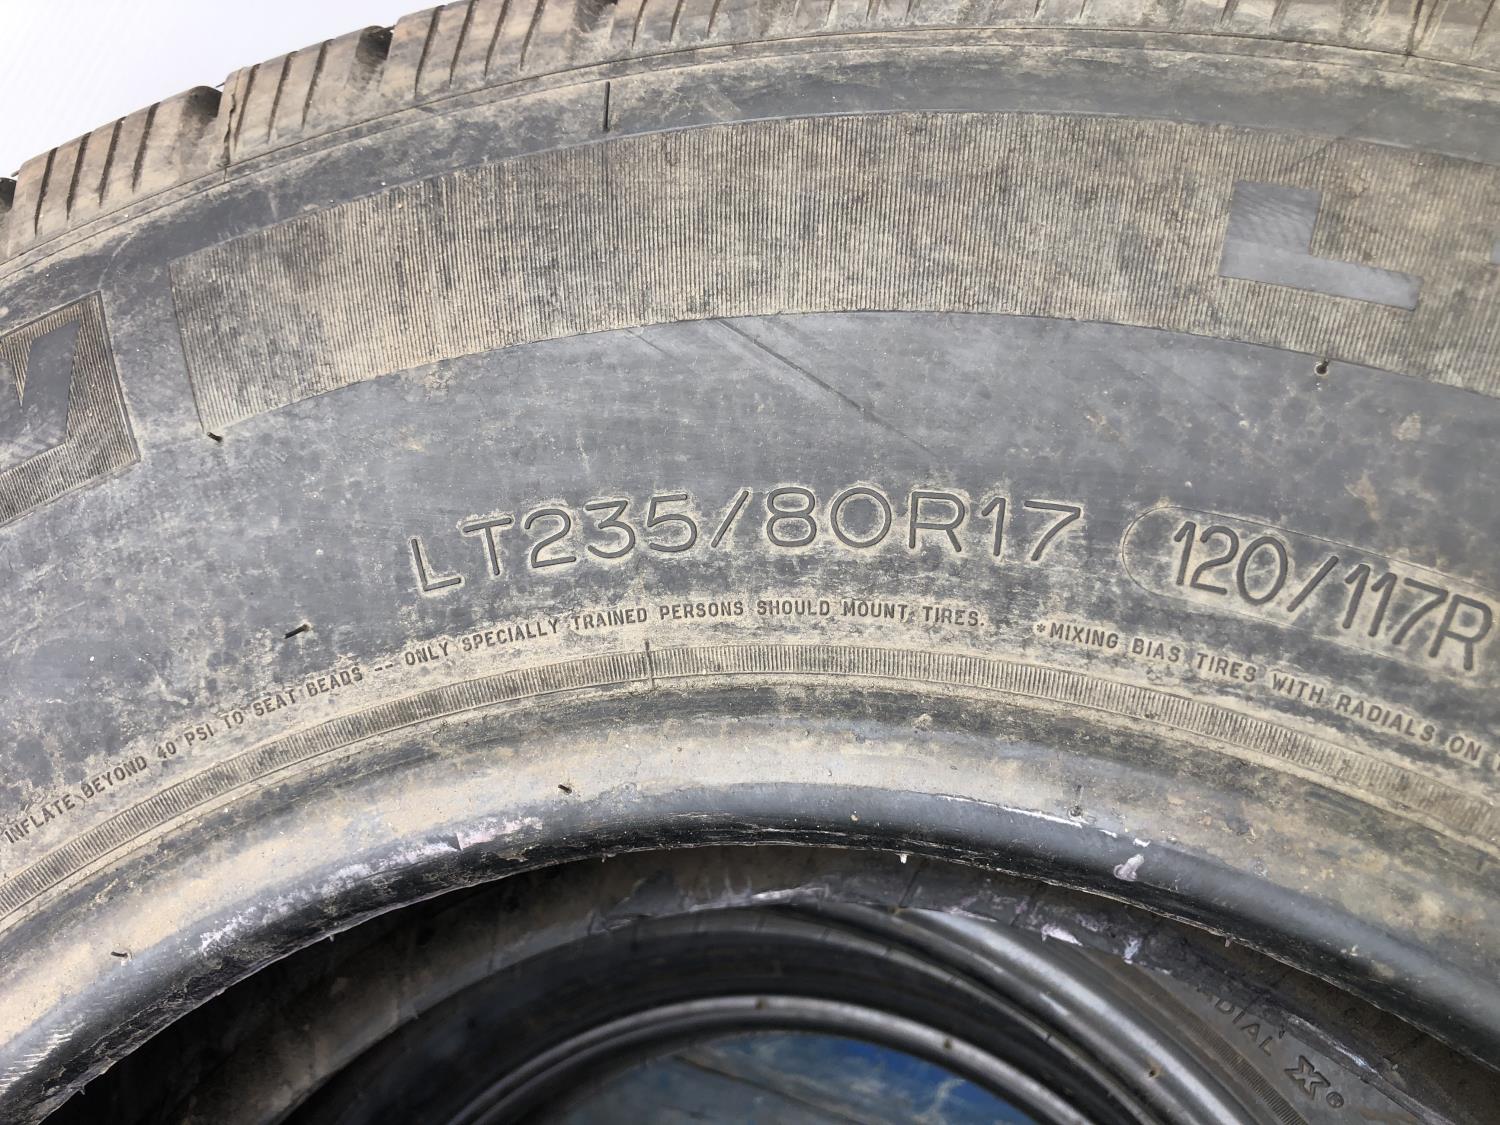 L
LT235/80R17 120/117R
INFLATE BEYOND 40 PSI TO SEAT BEADS -- ONLY SPECIALLY TRAINED PERSONS SHOULD MOUNT TIRES. *MIXING BIAS TIRES WITH RADIALS ON
X®